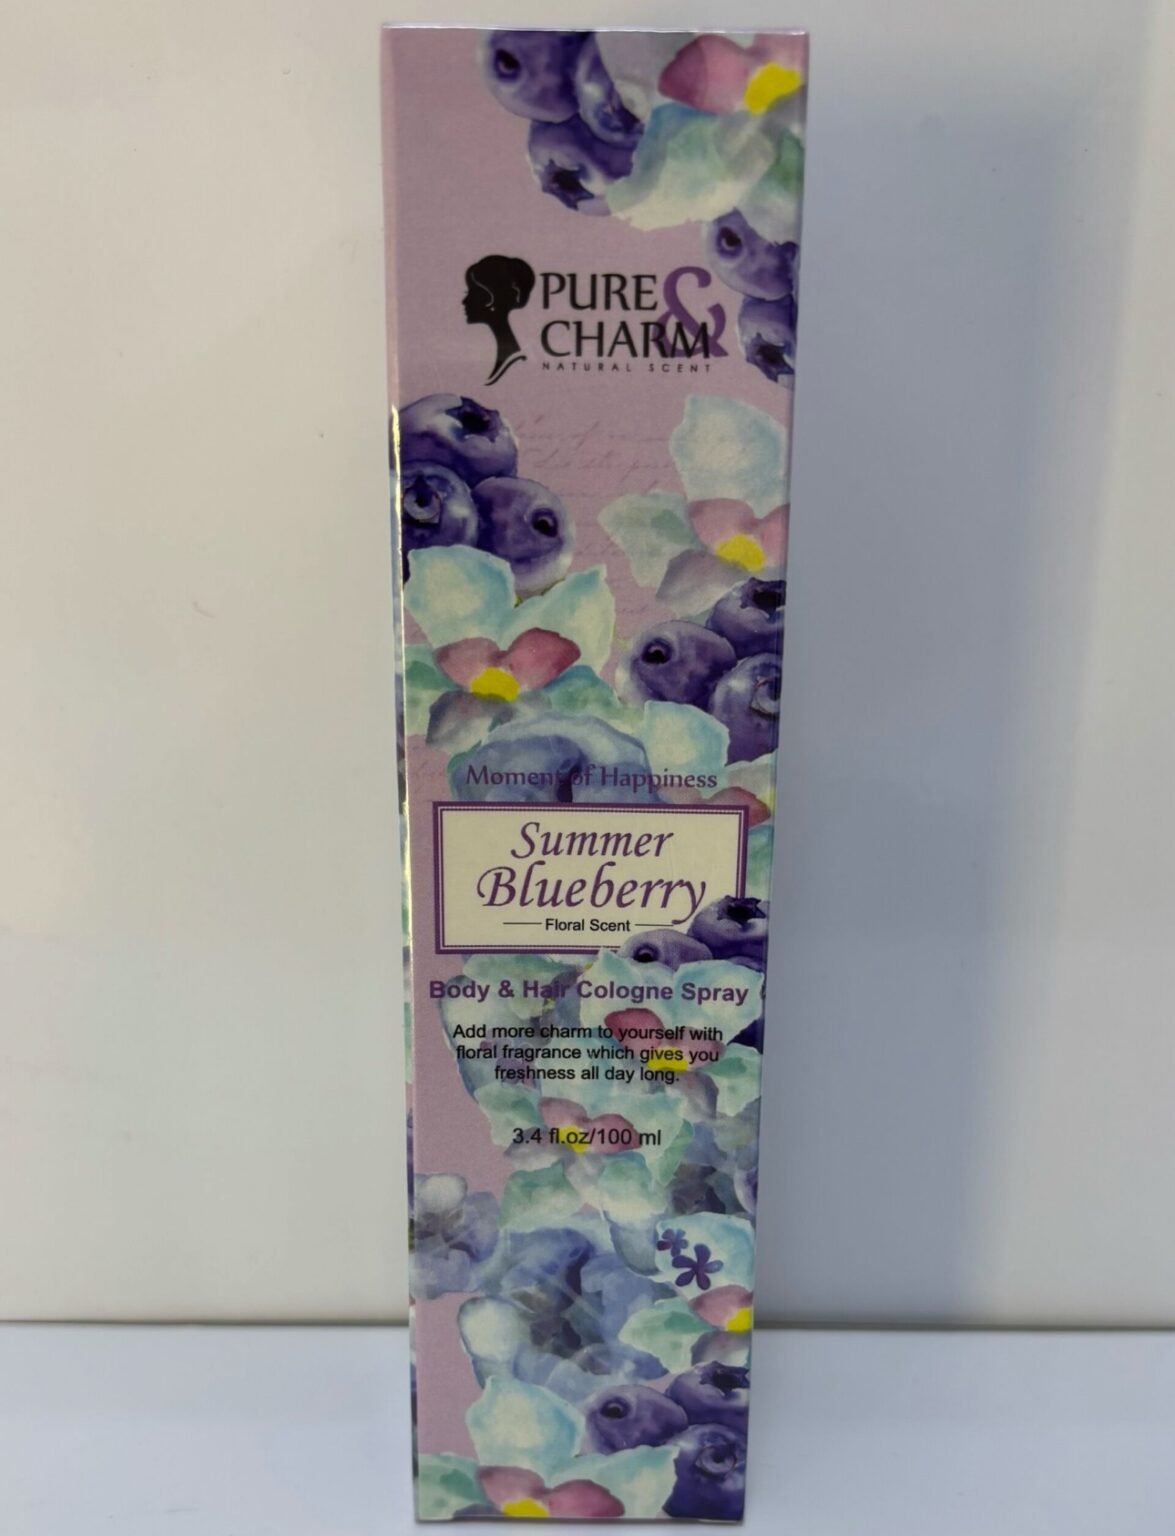 PURE &
CHARM
NATURAL SCENT
Moment of Happiness
Summer
Blueberry
Floral Scent
Body & Hair Cologne Spray
Add more charm to yourself with
floral fragrance which gives you
freshness all day long.
3.4 fl.oz/100 ml